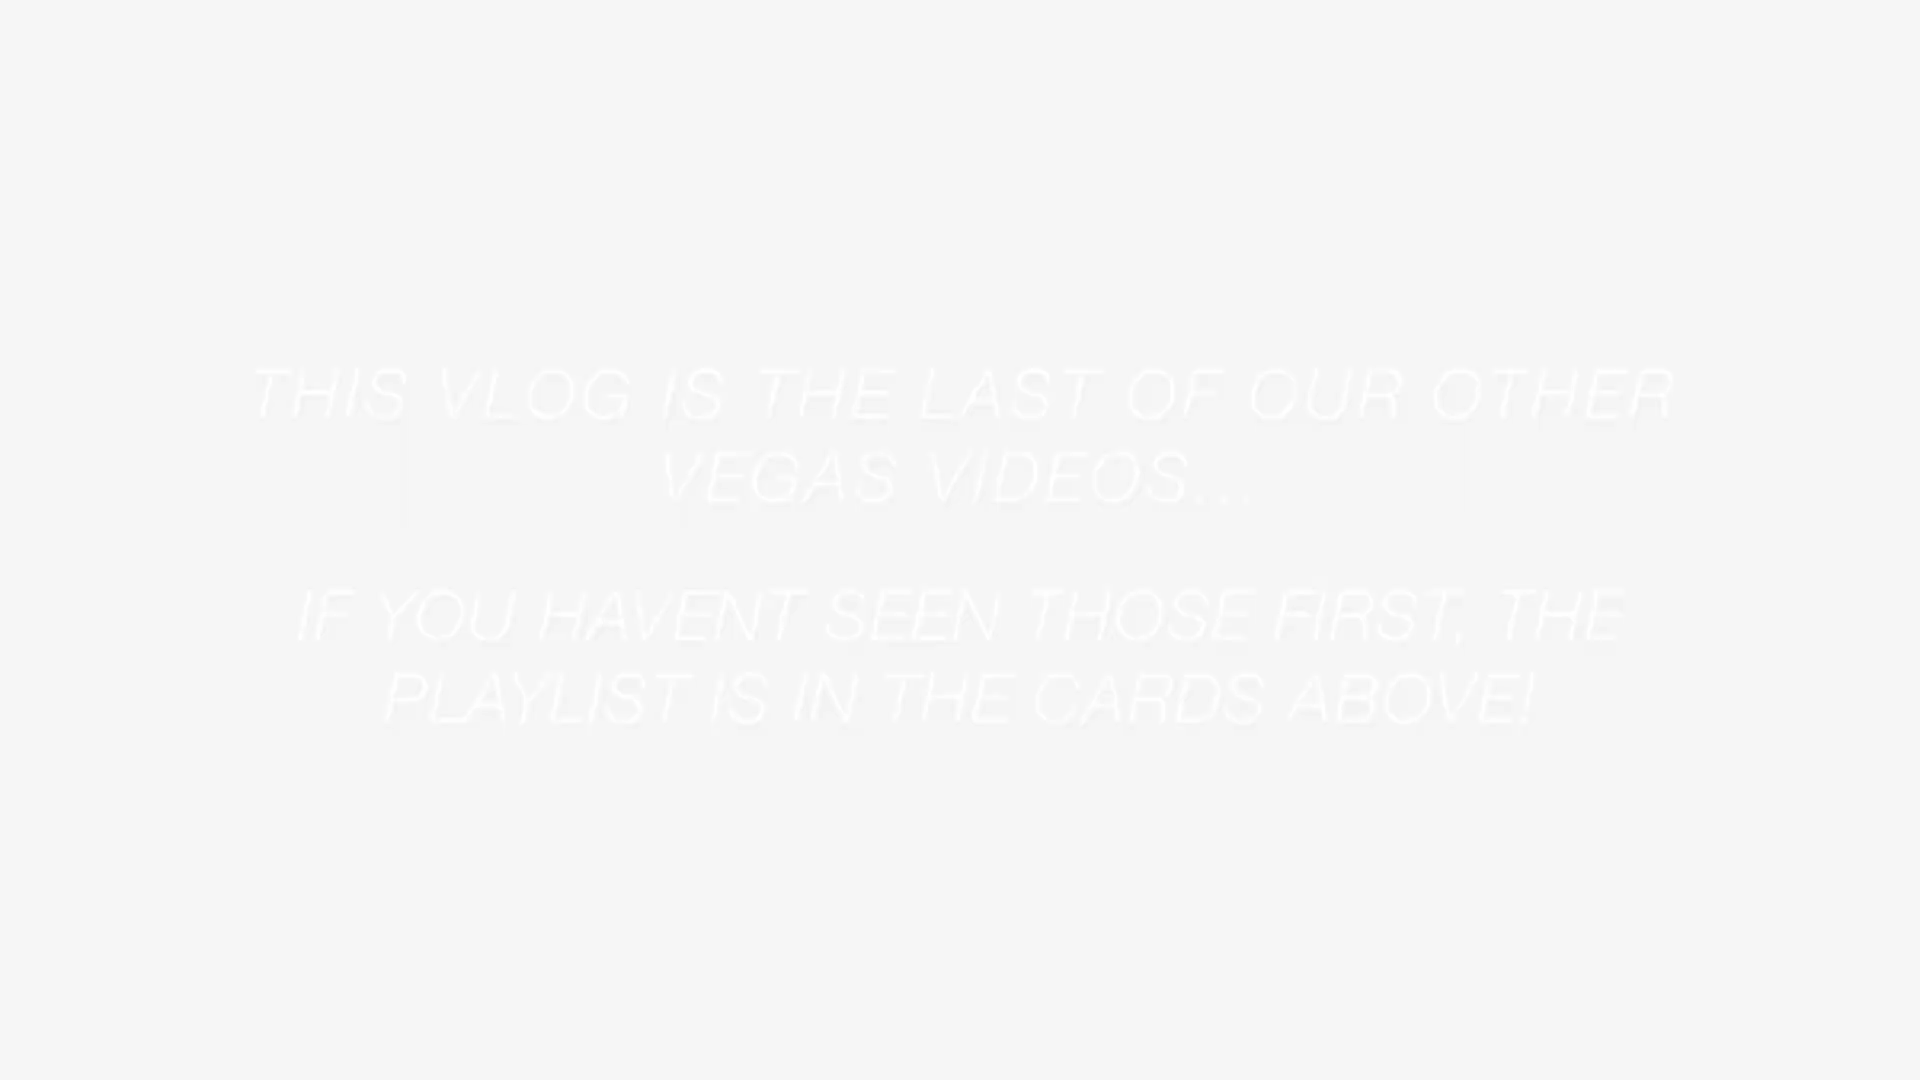 THIS VLOG IS THE LAST OF OUR OTHER
VEGAS VIDEOS...
IF YOU HAVENT SEEN THOSE FIRST, THE
PLAYLIST IS IN THE CARDS ABOVE!